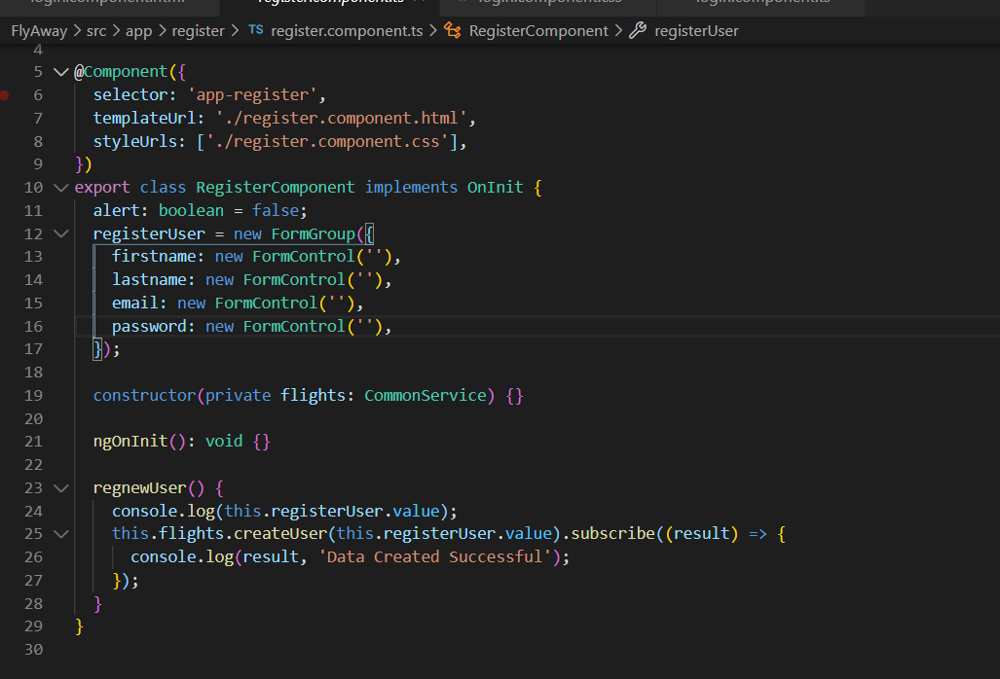 FlyAway > src > app > register > TS register.component.ts > RegisterComponent > registerUser
4
5 @Component({
6 selector: 'app-register',
7 templateUrl: './register.component.html',
8 styleUrls: ['./register.component.css'],
9 })
10 export class RegisterComponent implements OnInit {
11 alert: boolean = false;
12 registerUser = new FormGroup({
13 firstname: new FormControl(''),
14 lastname: new FormControl(''),
15 email: new FormControl(''),
16 password: new FormControl(''),
17 });
18
19 constructor(private flights: CommonService) {}
20
21 ngOnInit(): void {}
22
23 regnewUser() {
24 console.log(this.registerUser.value);
25 this.flights.createUser(this.registerUser.value).subscribe((result) => {
26 console.log(result, 'Data Created Successful');
27 });
28 }
29 }
30